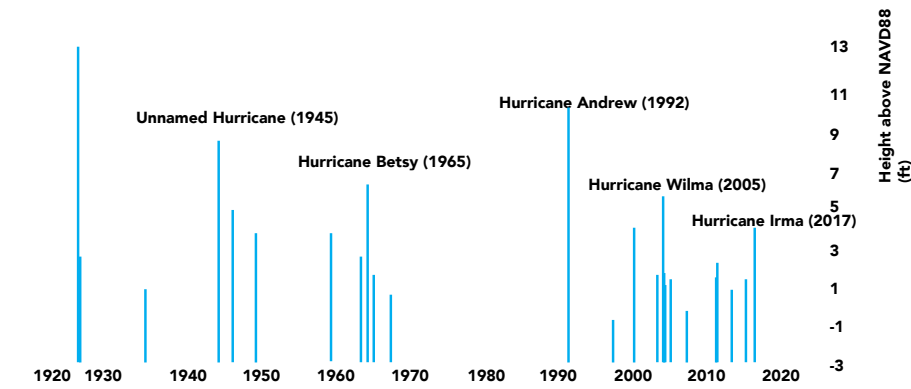 Height above NAVD88
(ft)
13
11
Hurricane Andrew (1992)
Unnamed Hurricane (1945)
9
Hurricane Betsy (1965)
7
Hurricane Wilma (2005)
5
Hurricane Irma (2017)
3
1
-1
-3
1920 1930 1940 1950 1960 1970 1980 1990 2000 2010 2020